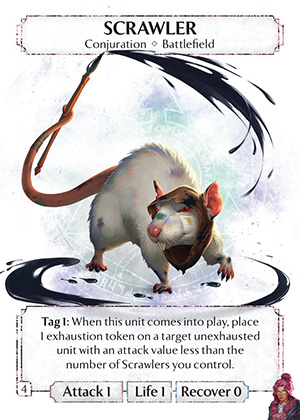 SCRAWLER
Conjuration ⬦ Battlefield
Tag 1: When this unit comes into play, place
1 exhaustion token on a target unexhausted
unit with an attack value less than the
number of Scrawlers you control.
4
Attack 1 Life 1 Recover 0